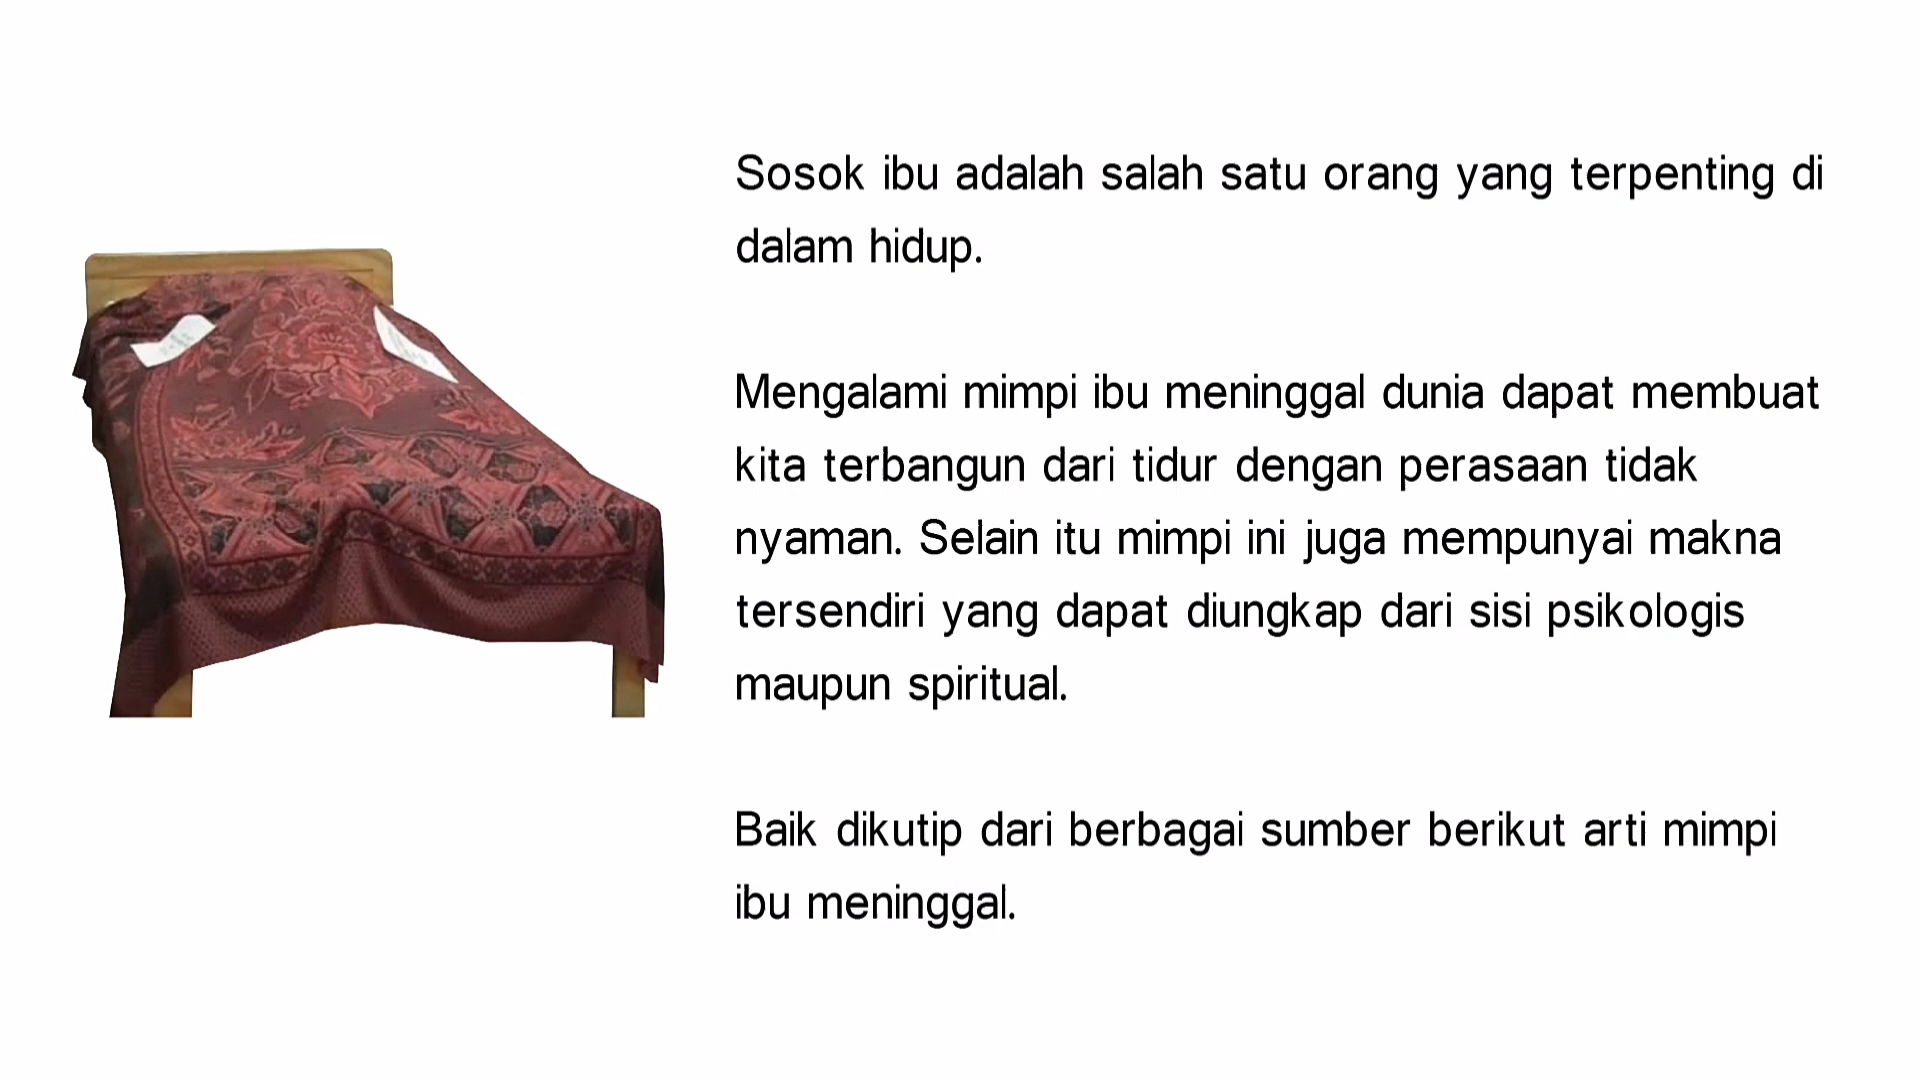 Sosok ibu adalah salah satu orang yang terpenting di
dalam hidup.
Mengalami mimpi ibu meninggal dunia dapat membuat
kita terbangun dari tidur dengan perasaan tidak
nyaman. Selain itu mimpi ini juga mempunyai makna
tersendiri yang dapat diungkap dari sisi psikologis
maupun spiritual.
Baik dikutip dari berbagai sumber berikut arti mimpi
ibu meninggal.